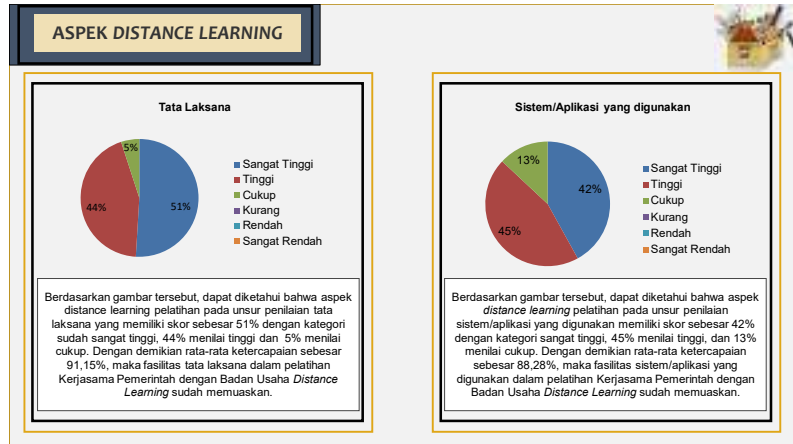 ASPEK DISTANCE LEARNING
Tata Laksana
5%
44%
51%
Sangat Tinggi
Tinggi
Cukup
Kurang
Rendah
Sangat Rendah
Berdasarkan gambar tersebut, dapat diketahui bahwa aspek
distance learning pelatihan pada unsur penilaian tata
laksana yang memiliki skor sebesar 51% dengan kategori
sudah sangat tinggi, 44% menilai tinggi dan 5% menilai
cukup. Dengan demikian rata-rata ketercapaian sebesar
91,15%, maka fasilitas tata laksana dalam pelatihan
Kerjasama Pemerintah dengan Badan Usaha Distance
Learning sudah memuaskan.
Sistem/Aplikasi yang digunakan
13%
42%
45%
Sangat Tinggi
Tinggi
Cukup
Kurang
Rendah
Sangat Rendah
Berdasarkan gambar tersebut, dapat diketahui bahwa aspek
distance learning pelatihan pada unsur penilaian
sistem/aplikasi yang digunakan memiliki skor sebesar 42%
dengan kategori sangat tinggi, 45% menilai tinggi, dan 13%
menilai cukup. Dengan demikian rata-rata ketercapaian
sebesar 88,28%, maka fasilitas sistem/aplikasi yang
digunakan dalam pelatihan Kerjasama Pemerintah dengan
Badan Usaha Distance Learning sudah memuaskan.